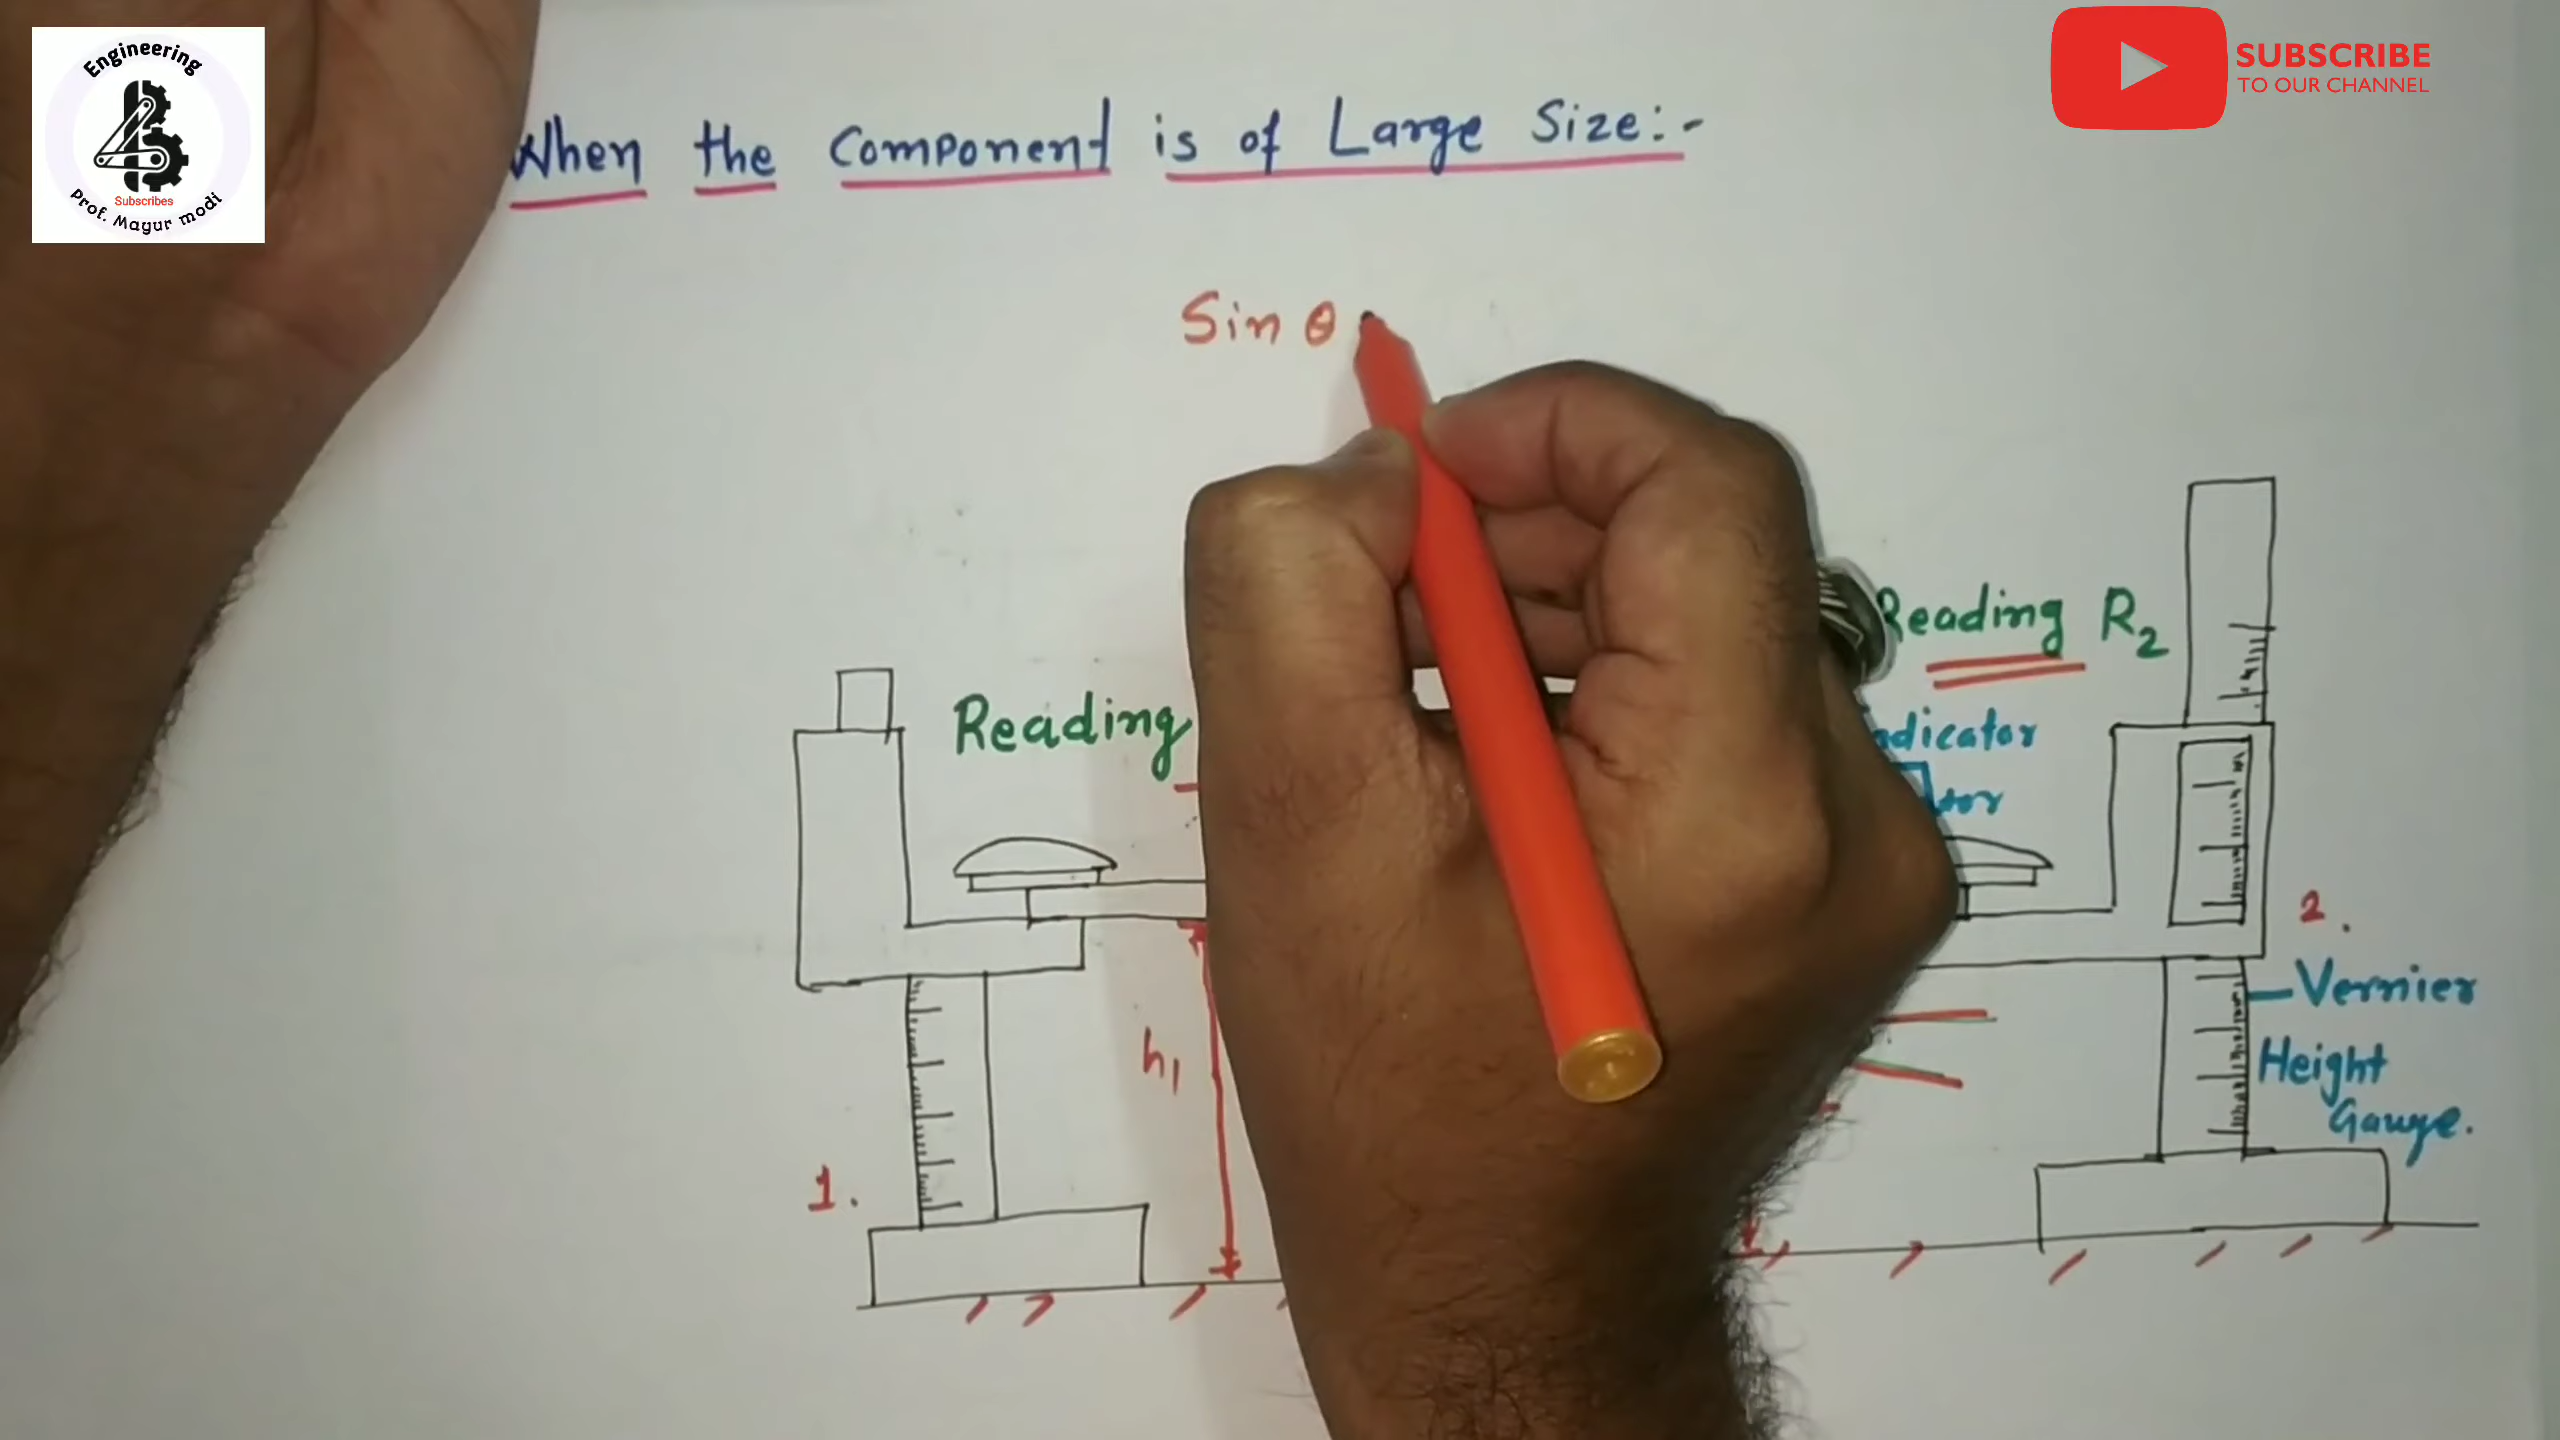 Engineering
Subscribes
Prof. Mayur modi
SUBSCRIBE
TO OUR CHANNEL
When the Component is of Large Size:-
Sin θ
Reading R2
Reading
h1
1.
2.
Vernier
Height
Gauge.